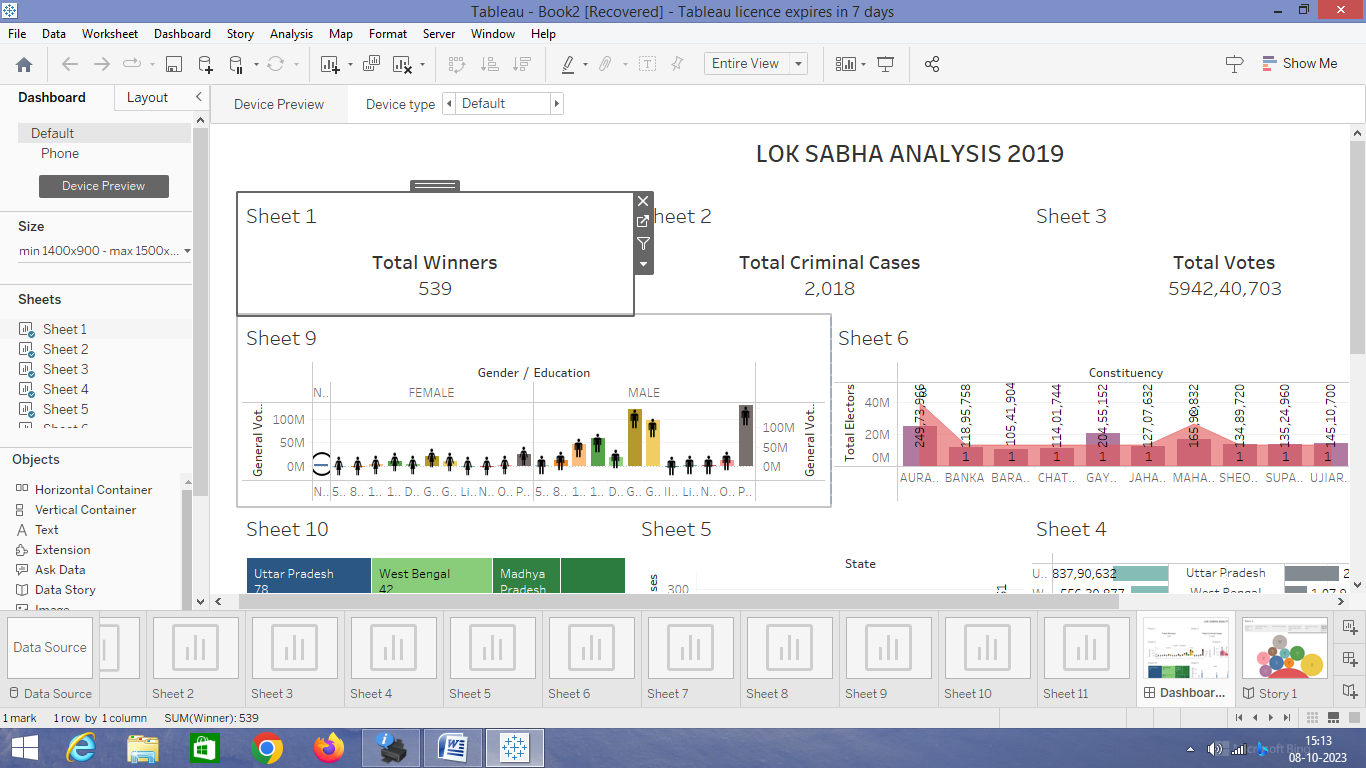 Tableau - Book2 [Recovered] - Tableau licence expires in 7 days
File Data Worksheet Dashboard Story Analysis Map Format Server Window Help
Entire View
Show Me
Dashboard Layout
Device Preview Device type Default
Default
Phone
Device Preview
Size
min 1400x900 - max 1500x...
Sheets
Sheet 1
Sheet 2
Sheet 3
Sheet 4
Sheet 5
Objects
Horizontal Container
Vertical Container
Text
Extension
Ask Data
Data Story
Image
LOK SABHA ANALYSIS 2019
Sheet 1
Total Winners
539
heet 2
Total Criminal Cases
2,018
Sheet 3
Total Votes
5942,40,703
Sheet 9
Gender / Education
N.. FEMALE MALE
General Vot..
100M
50M
0M
100M
50M
0M
General Vot..
N.. 5.. 8.. 1.. 1.. D.. G.. G.. Li.. N.. O.. P.. 5.. 8.. 1.. 1.. D.. G.. G.. Il.. Li.. N.. O.. P..
Sheet 6
Constituency
Total Electors
40M
20M
0M
118,95,758
105,41,904
114,01,744
204,55,152
127,07,632
134,89,720
135,24,960
145,10,700
1 1 1 1 1 1 1 1 1
AURA.. BANKA BARA.. CHAT.. GAY.. JAHA.. MAHA.. SHEO.. SUPA.. UJIAR..
Sheet 10
Uttar Pradesh
78
West Bengal
42
Madhya
Pradesh
Sheet 5
State
300
Sheet 4
U.. 837,90,632 Uttar Pradesh 2
W.. 556,30,877 West Bengal
Data Source
Data Source Sheet 2 Sheet 3 Sheet 4 Sheet 5 Sheet 6 Sheet 7 Sheet 8 Sheet 9 Sheet 10 Sheet 11 Dashboar... Story 1
1 mark 1 row by 1 column SUM(Winner): 539
15:13
08-10-2023
Microsoft Bing